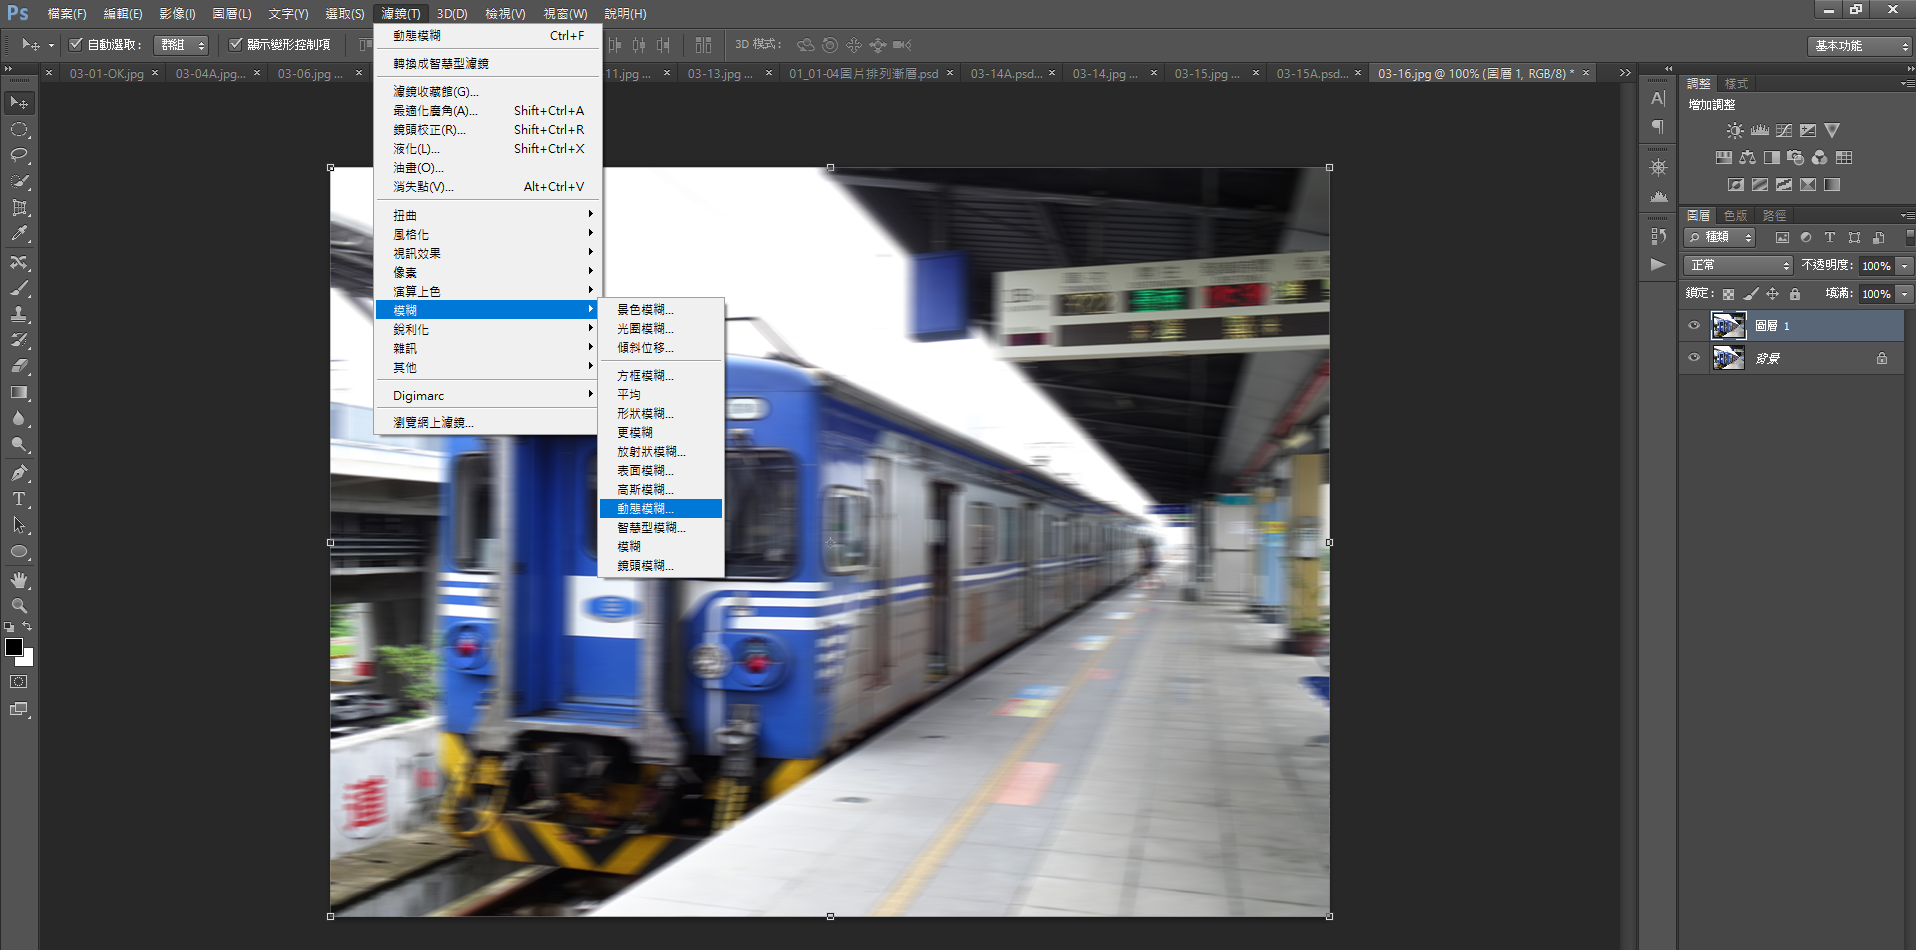 Ps 檔案(F) 編輯(E) 影像(I) 圖層(L) 文字(Y) 選取(S) 濾鏡(T) 3D(D) 檢視(V) 視窗(W) 說明(H)
自動選取: 群組 顯示變形控制項 3D 模式: 基本功能
03-01-OK.jpg × 03-04A.jpg... × 03-06.jpg ... × 11.jpg ... × 03-13.jpg ... × 01_01-04圖片排列漸層.psd × 03-14A.psd... × 03-14.jpg ... × 03-15.jpg ... × 03-15A.psd... × 03-16.jpg @ 100% (圖層 1, RGB/8) * ×
動態模糊 Ctrl+F
轉換成智慧型濾鏡
濾鏡收藏館(G)...
最適化廣角(A)... Shift+Ctrl+A
鏡頭校正(R)... Shift+Ctrl+R
液化(L)... Shift+Ctrl+X
油畫(O)...
消失點(V)... Alt+Ctrl+V
扭曲
風格化
視訊效果
像素
演算上色
模糊
銳利化
雜訊
其他
Digimarc
瀏覽網上濾鏡...
景色模糊...
光圈模糊...
傾斜位移...
方框模糊...
平均
形狀模糊...
更模糊
放射狀模糊...
表面模糊...
高斯模糊...
動態模糊...
智慧型模糊...
模糊
鏡頭模糊...
調整 樣式
增加調整
圖層 色版 路徑
種類
正常 不透明度: 100%
鎖定: 填滿: 100%
圖層 1
背景